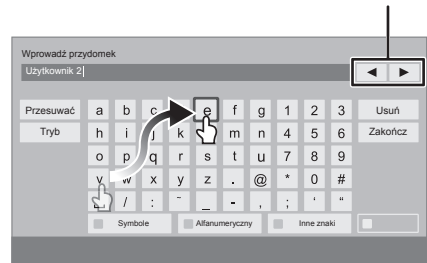 Wprowadź przydomek
Użytkownik 2
◄ ►
Przesuwać a b c e f g 1 2 3 Usuń
Tryb h i j k m n 4 5 6 Zakończ
o p q r s t u 7 8 9
v w x y z . @ * 0 #
/ : ~ _ - , ; ' "
Symbole Alfanumeryczny Inne znaki